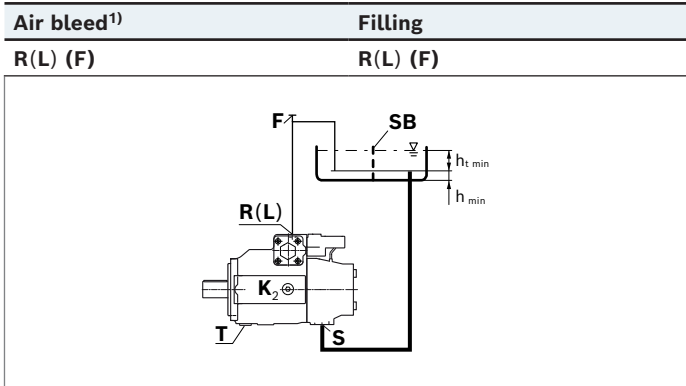 Air bleed¹⁾ Filling
R(L) (F) R(L) (F)
F SB
hₜ ₘᵢₙ
h ₘᵢₙ
R(L)
K₂
T S